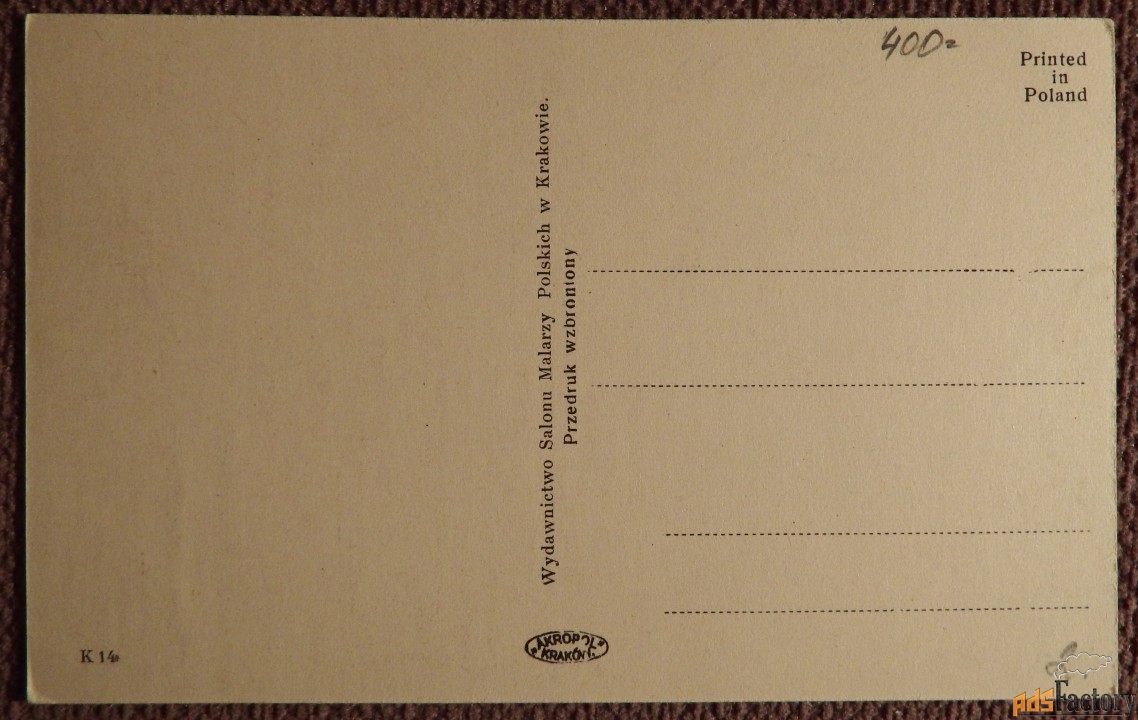 400=
Printed
in
Poland
Wydawnictwo Salonu Malarzy Polskich w Krakowie.
Przedruk wzbroniony
K 14
"AKROPOL"
KRAKÓW
AdsFactory